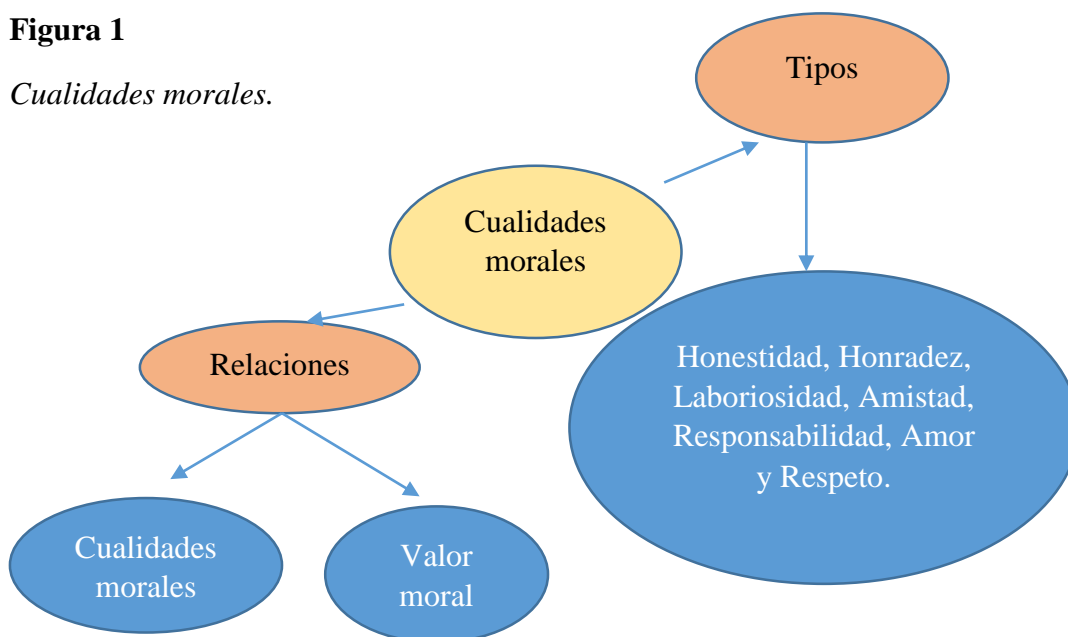 Figura 1
Cualidades morales.
Tipos
Cualidades
morales
Relaciones
Honestidad, Honradez,
Laboriosidad, Amistad,
Responsabilidad, Amor
y Respeto.
Cualidades
morales
Valor
moral